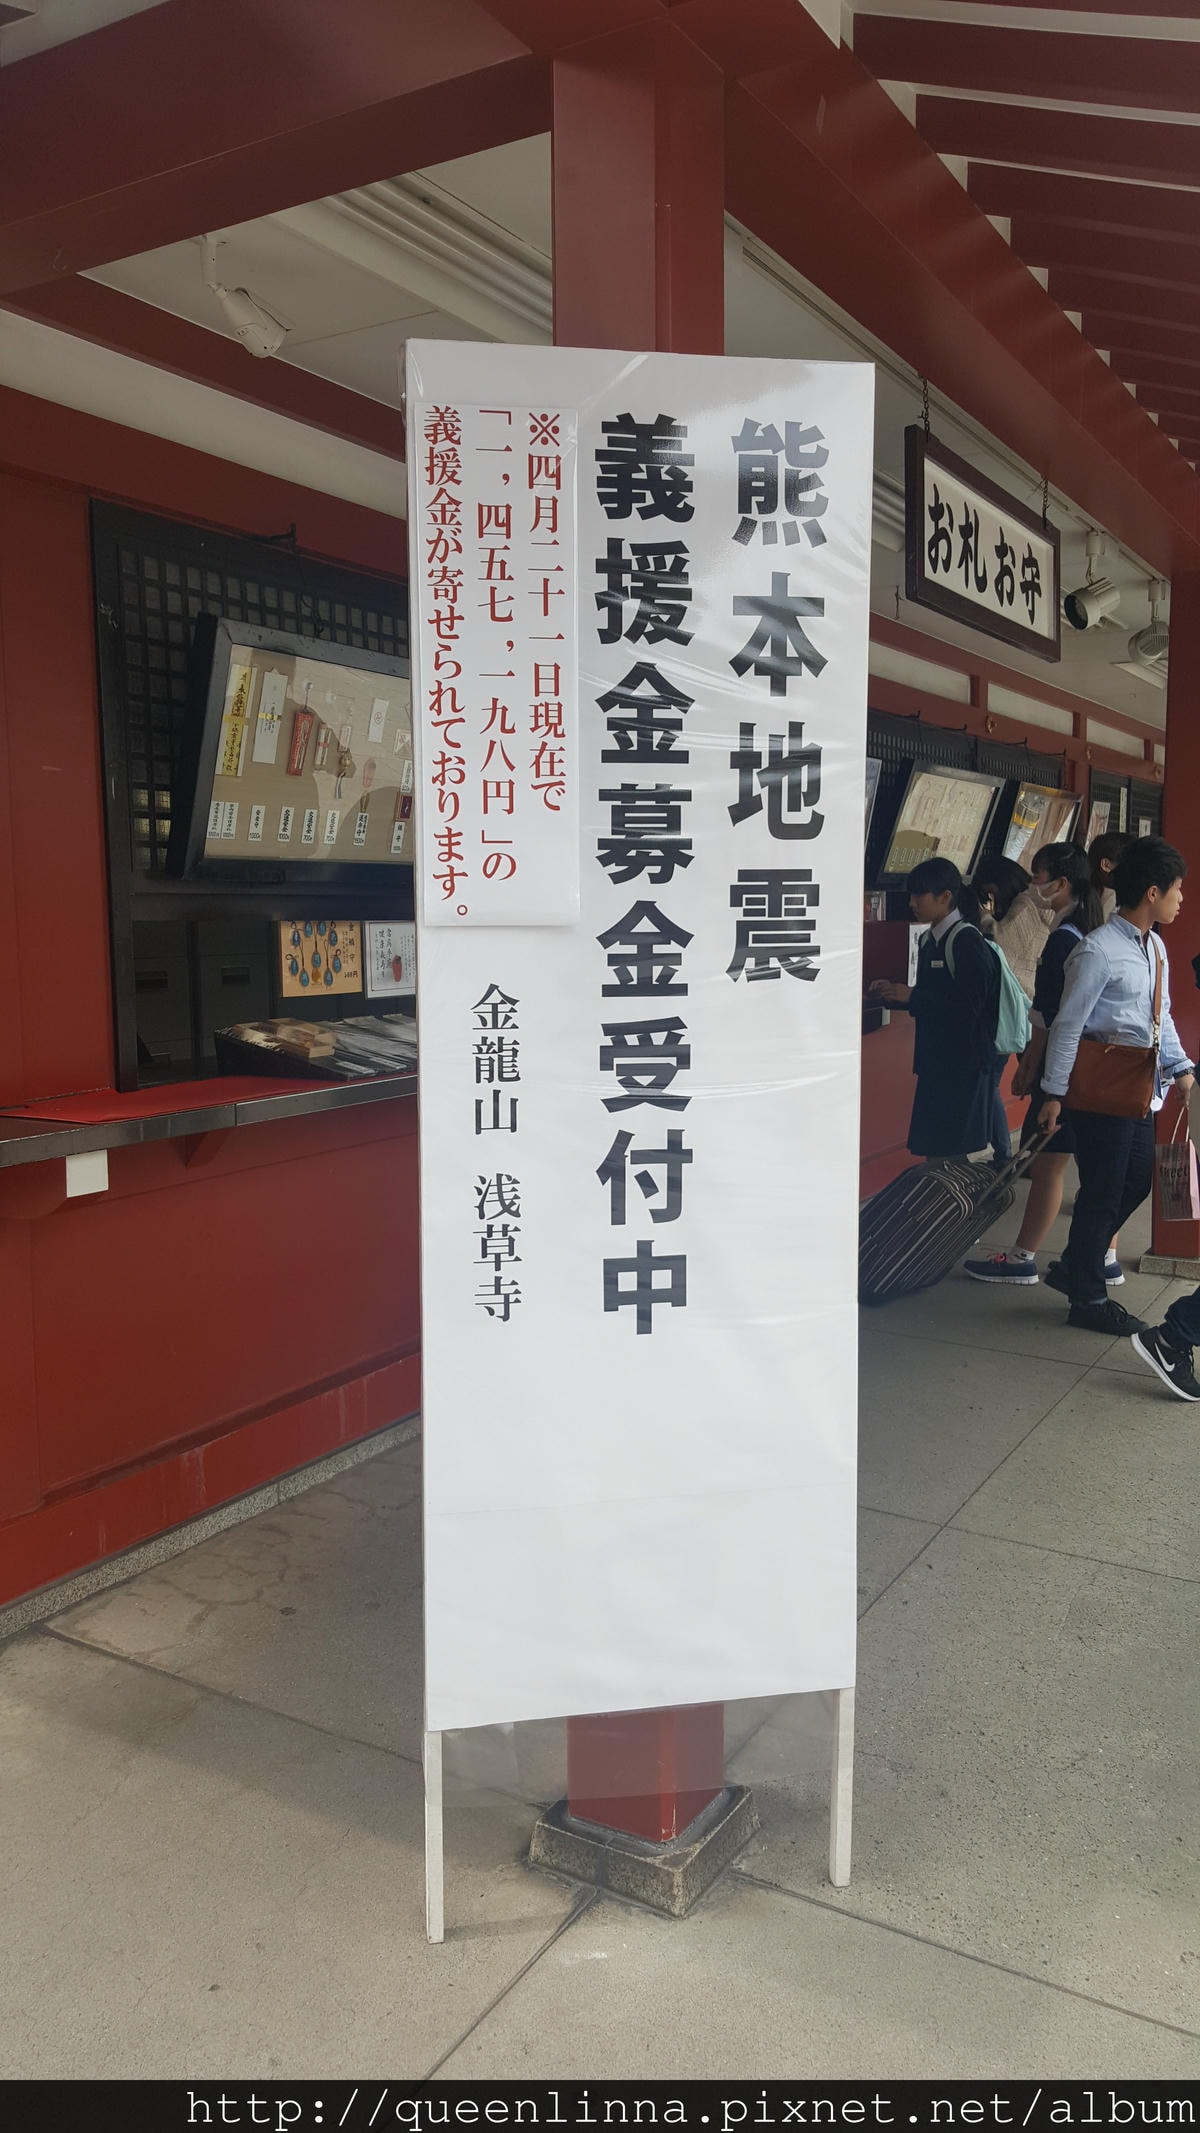 熊本地震
義援金募金受付中
※四月二十一日現在で
「一,四五七,一九八円」の
義援金が寄せられております。
金龍山 浅草寺
お札お守
http://queenlinna.pixnet.net/album